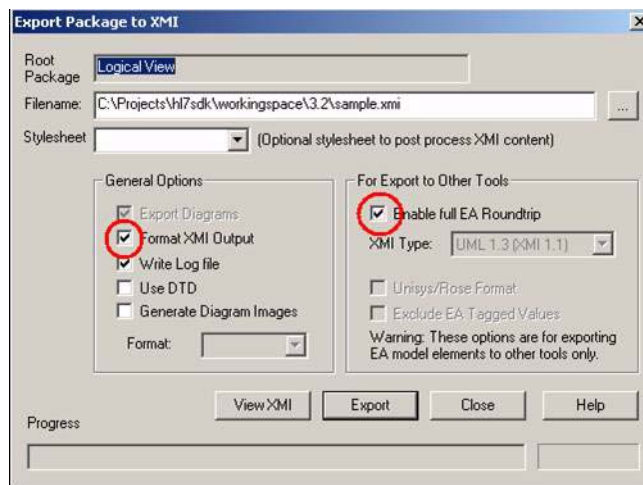 Export Package to XMI
Root Package
Logical View
Filename:
C:\Projects\hl7sdk\workingspace\3.2\sample.xmi
...
Stylesheet
(Optional stylesheet to post process XMI content)
General Options
Export Diagrams
Format XMI Output
Write Log file
Use DTD
Generate Diagram Images
Format:
For Export to Other Tools
Enable full EA Roundtrip
XMI Type:
UML 1.3 (XMI 1.1)
Unisys/Rose Format
Exclude EA Tagged Values
Warning: These options are for exporting
EA model elements to other tools only.
View XMI
Export
Close
Help
Progress